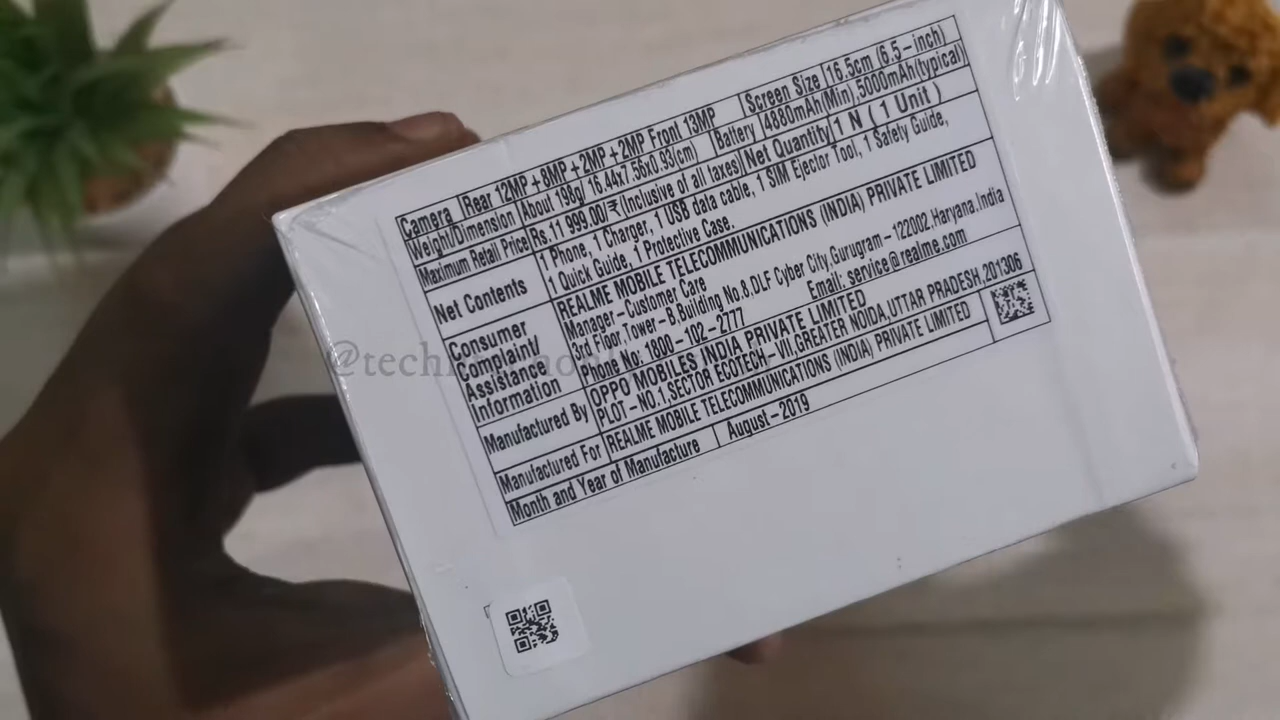 Camera Rear 12MP+8MP+2MP+2MP Front 13MP Screen Size 16.5cm (6.5-inch)
Weight/Dimension About 198g/ 16.44x7.56x0.93(cm) Battery 4880mAh(Min) 5000mAh(typical)
Maximum Retail Price Rs.11 999.00/₹(Inclusive of all taxes) Net Quantity 1 N ( 1 Unit )
Net Contents 1 Phone, 1 Charger, 1 USB data cable, 1 SIM Ejector Tool, 1 Safety Guide,
1 Quick Guide, 1 Protective Case.
Consumer Complaint/ Assistance Information REALME MOBILE TELECOMMUNICATIONS (INDIA) PRIVATE LIMITED
Manager-Customer Care
3rd Floor,Tower-B,Building No.8,DLF Cyber City,Gurugram-122002,Haryana,India
Phone No: 1800-102-2777 Email: service@realme.com
Manufactured By OPPO MOBILES INDIA PRIVATE LIMITED
PLOT-NO.1,SECTOR ECOTECH-VII,GREATER NOIDA,UTTAR PRADESH,201306
Manufactured For REALME MOBILE TELECOMMUNICATIONS (INDIA) PRIVATE LIMITED
Month and Year of Manufacture August-2019